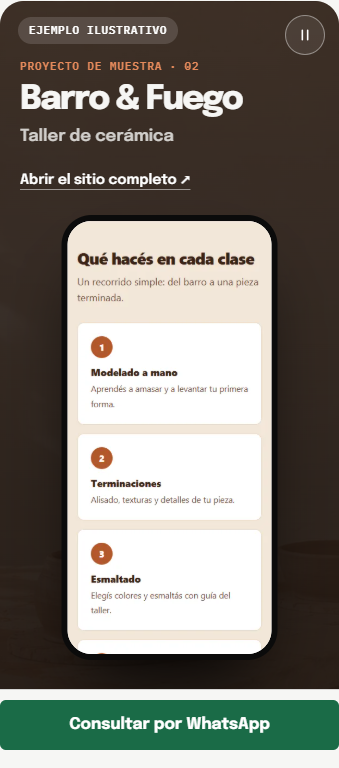 EJEMPLO ILUSTRATIVO
PROYECTO DE MUESTRA · 02
Barro & Fuego
Taller de cerámica
Abrir el sitio completo ↗
Qué hacés en cada clase
Un recorrido simple: del barro a una pieza
terminada.
1
Modelado a mano
Aprendés a amasar y a levantar tu primera
forma.
2
Terminaciones
Alisado, texturas y detalles de tu pieza.
3
Esmaltado
Elegís colores y esmaltás con guía del
taller.
Consultar por WhatsApp